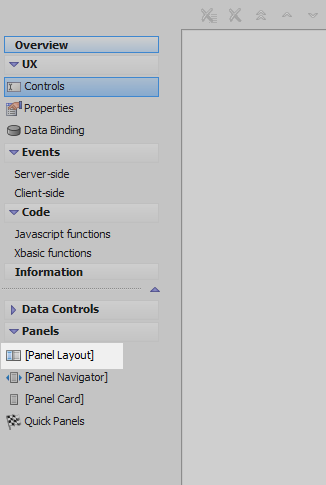 Overview
UX
Controls
Properties
Data Binding
Events
Server-side
Client-side
Code
Javascript functions
Xbasic functions
Information
Data Controls
Panels
[Panel Layout]
[Panel Navigator]
[Panel Card]
Quick Panels